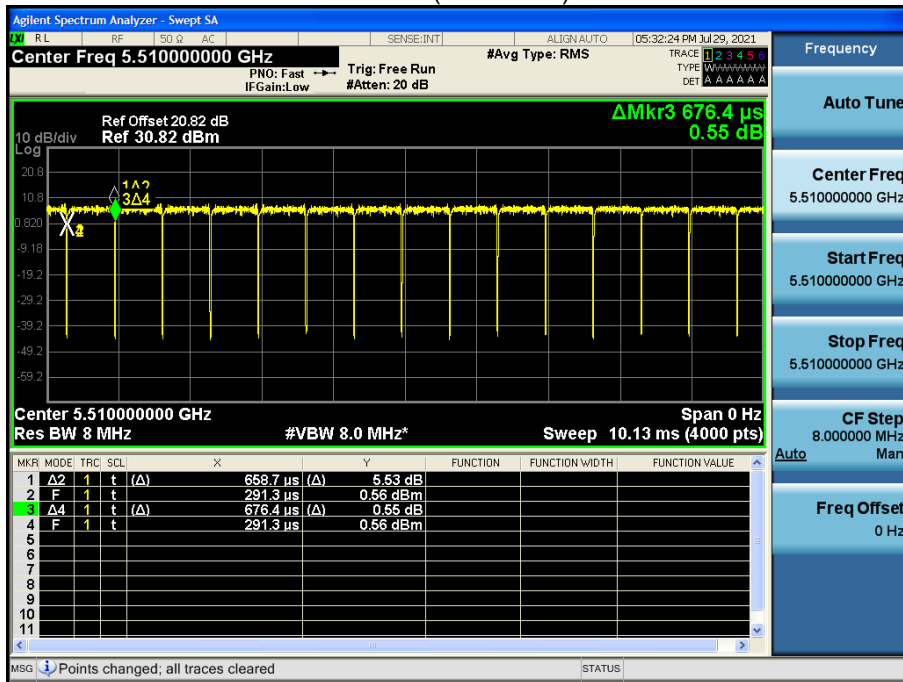 Agilent Spectrum Analyzer - Swept SA
LXI RL RF 50 Ω AC SENSE:INT ALIGN AUTO 05:32:24 PM Jul 29, 2021
Center Freq 5.510000000 GHz #Avg Type: RMS TRACE 1 2 3 4 5 6
PNO: Fast Trig: Free Run TYPE WWWWWW
IFGain:Low #Atten: 20 dB DET A A A A A A
Frequency
Auto Tune
Center Freq
5.510000000 GHz
Start Freq
5.510000000 GHz
Stop Freq
5.510000000 GHz
CF Step
8.000000 MHz
Auto Man
Freq Offset
0 Hz
ΔMkr3 676.4 µs
0.55 dB
Ref Offset 20.82 dB
10 dB/div Ref 30.82 dBm
Log
20.8
10.8
0.820
-9.18
-19.2
-29.2
-39.2
-49.2
-59.2
1Δ2
3Δ4
Center 5.510000000 GHz Span 0 Hz
Res BW 8 MHz #VBW 8.0 MHz* Sweep 10.13 ms (4000 pts)
MKR MODE TRC SCL X Y FUNCTION FUNCTION WIDTH FUNCTION VALUE
1 Δ2 1 t (Δ) 658.7 µs (Δ) 5.53 dB
2 F 1 t 291.3 µs 0.56 dBm
3 Δ4 1 t (Δ) 676.4 µs (Δ) 0.55 dB
4 F 1 t 291.3 µs 0.56 dBm
5
6
7
8
9
10
11
MSG Points changed; all traces cleared STATUS